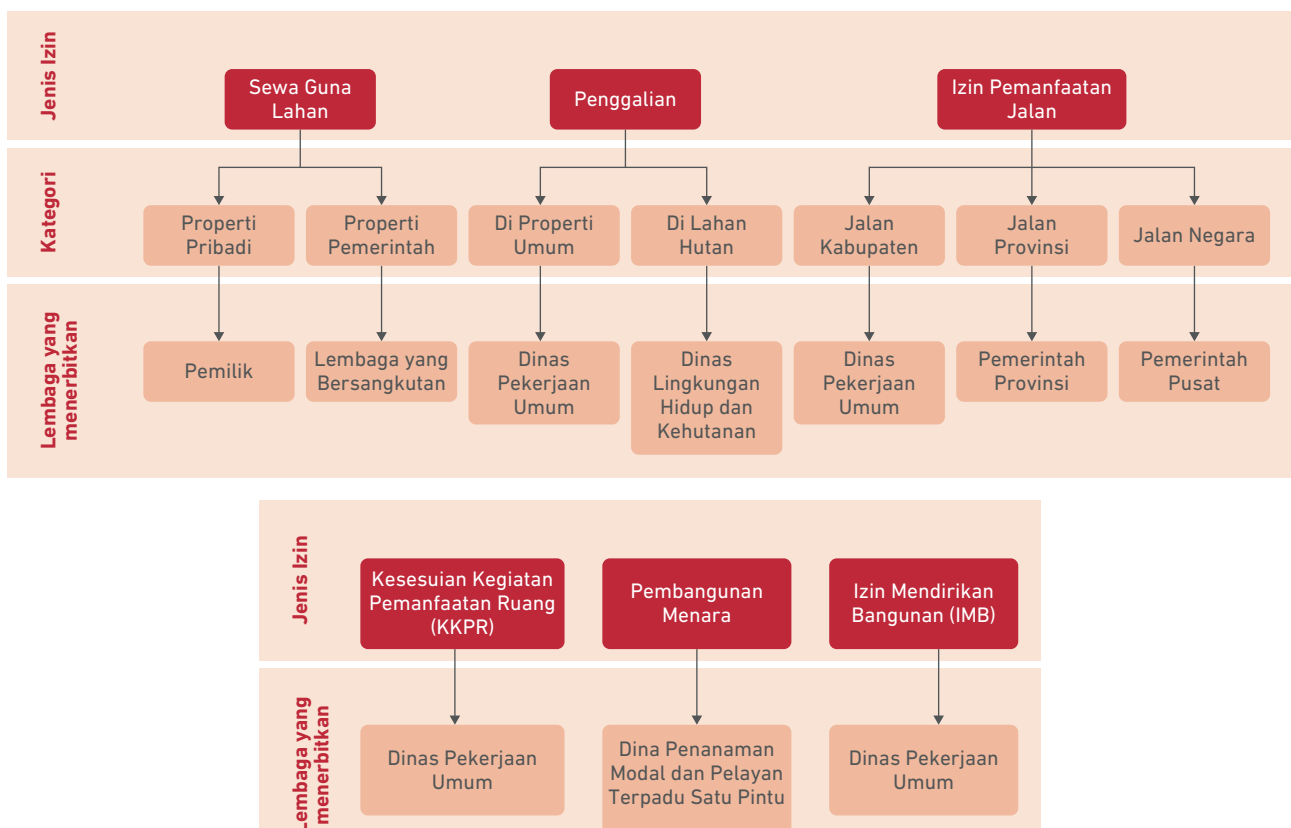 Jenis Izin
Sewa Guna
Lahan
Penggalian
Izin Pemanfaatan
Jalan
Kategori
Properti
Pribadi
Properti
Pemerintah
Di Properti
Umum
Di Lahan
Hutan
Jalan
Kabupaten
Jalan
Provinsi
Jalan Negara
Lembaga yang
menerbitkan
Pemilik
Lembaga yang
Bersangkutan
Dinas
Pekerjaan
Umum
Dinas
Lingkungan
Hidup dan
Kehutanan
Dinas
Pekerjaan
Umum
Pemerintah
Provinsi
Pemerintah
Pusat
Jenis Izin
Kesesuian Kegiatan
Pemanfaatan Ruang
(KKPR)
Pembangunan
Menara
Izin Mendirikan
Bangunan (IMB)
Lembaga yang
menerbitkan
Dinas Pekerjaan
Umum
Dina Penanaman
Modal dan Pelayan
Terpadu Satu Pintu
Dinas Pekerjaan
Umum